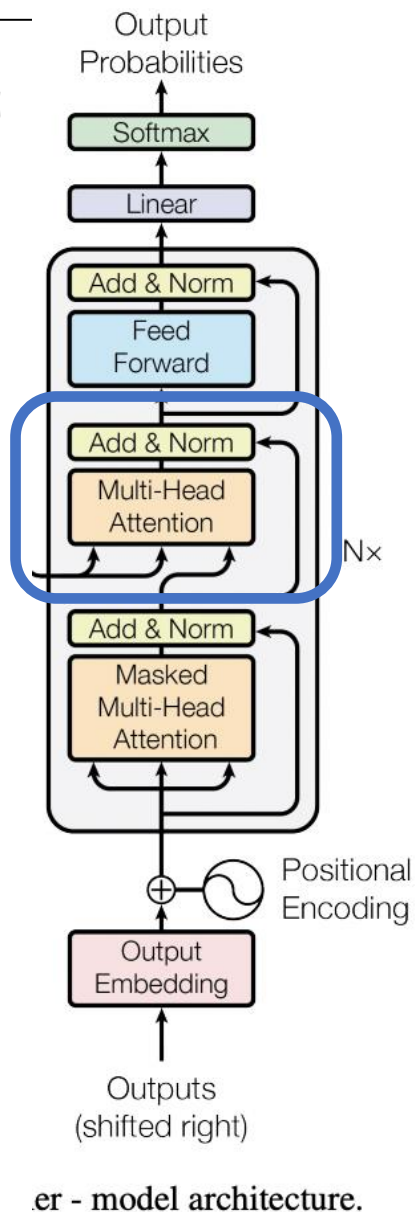 Output
Probabilities
Softmax
Linear
Add & Norm
Feed
Forward
Add & Norm
Multi-Head
Attention
N×
Add & Norm
Masked
Multi-Head
Attention
Positional
Encoding
Output
Embedding
Outputs
(shifted right)
er - model architecture.